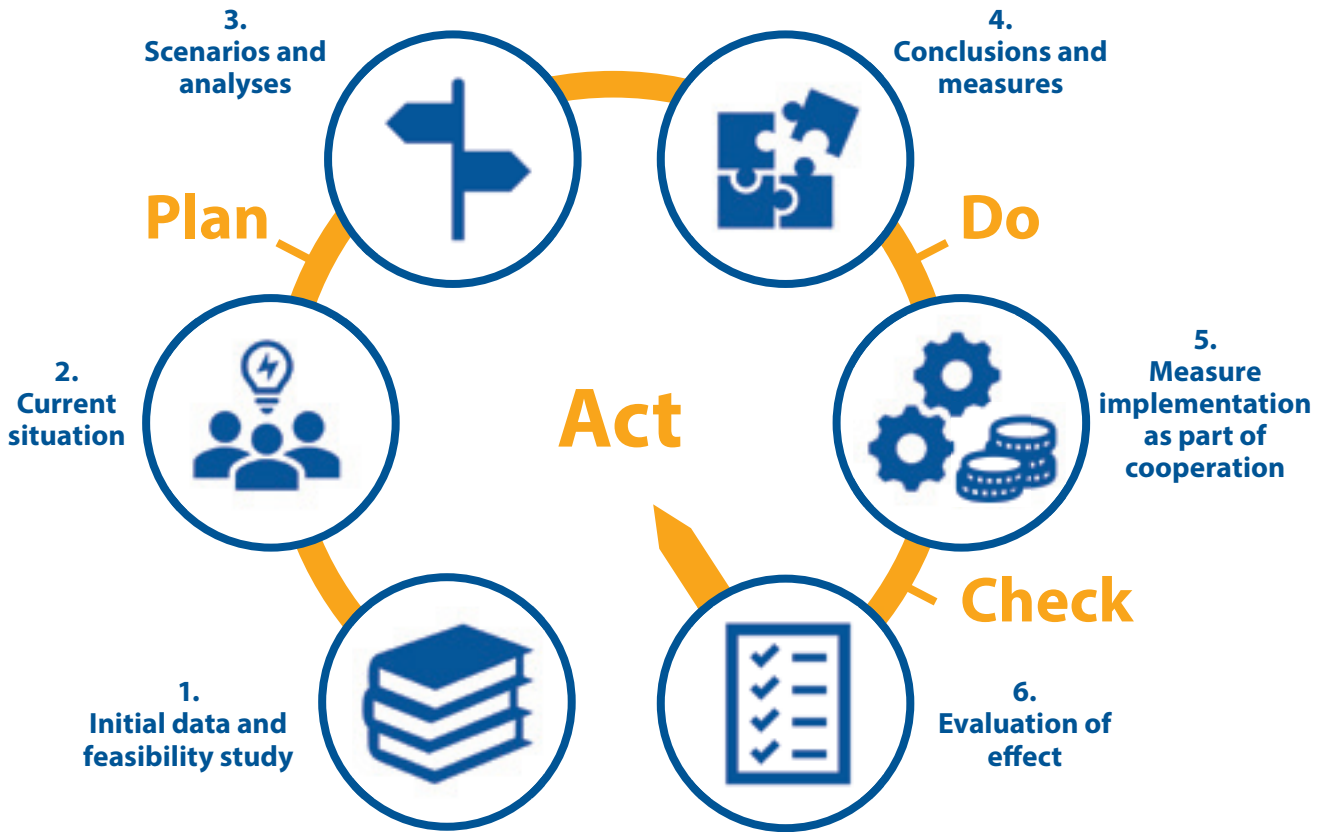 3.
Scenarios and
analyses
4.
Conclusions and
measures
Plan
Do
2.
Current
situation
Act
5.
Measure
implementation
as part of
cooperation
Check
1.
Initial data and
feasibility study
6.
Evaluation of
effect